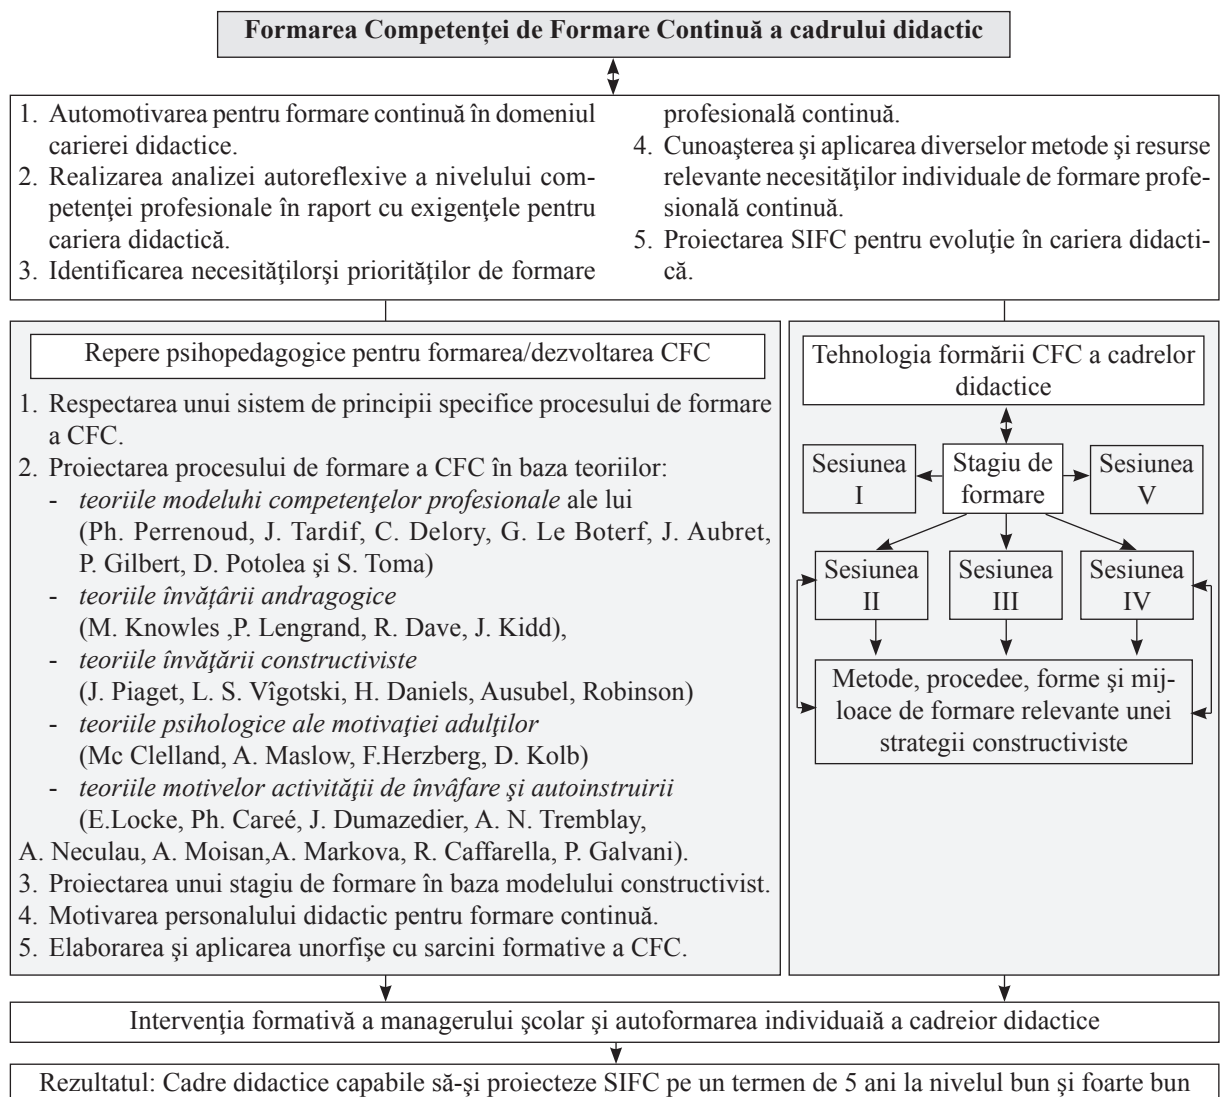 Formarea Competenței de Formare Continuă a cadrului didactic
1. Automotivarea pentru formare continuă în domeniul
carierei didactice.
2. Realizarea analizei autoreflexive a nivelului com-
petenţei profesionale în raport cu exigenţele pentru
cariera didactică.
3. Identificarea necesităţilorşi priorităţilor de formare
profesională continuă.
4. Cunoaşterea şi aplicarea diverselor metode şi resurse
relevante necesităţilor individuale de formare profe-
sională continuă.
5. Proiectarea SIFC pentru evoluţie în cariera didacti-
că.
Repere psihopedagogice pentru formarea/dezvoltarea CFC
1. Respectarea unui sistem de principii specifice procesului de formare
a CFC.
2. Proiectarea procesului de formare a CFC în baza teoriilor:
- teoriile modeluhi competenţelor profesionale ale lui
(Ph. Perrenoud, J. Tardif, C. Delory, G. Le Boterf, J. Aubret,
P. Gilbert, D. Potolea şi S. Toma)
- teoriile învăţârii andragogice
(M. Knowles ,P. Lengrand, R. Dave, J. Kidd),
- teoriile învăţării constructiviste
(J. Piaget, L. S. Vîgotski, H. Daniels, Ausubel, Robinson)
- teoriile psihologice ale motivaţiei adulţilor
(Mc Clelland, A. Maslow, F.Herzberg, D. Kolb)
- teoriile motivelor activităţii de învâfare şi autoinstruirii
(E.Locke, Ph. Careé, J. Dumazedier, A. N. Tremblay,
A. Neculau, A. Moisan,A. Markova, R. Caffarella, P. Galvani).
3. Proiectarea unui stagiu de formare în baza modelului constructivist.
4. Motivarea personalului didactic pentru formare continuă.
5. Elaborarea şi aplicarea unorfişe cu sarcini formative a CFC.
Tehnologia formării CFC a cadrelor
didactice
Sesiunea
I
Stagiu de
formare
Sesiunea
V
Sesiunea
II
Sesiunea
III
Sesiunea
IV
Metode, procedee, forme şi mij-
loace de formare relevante unei
strategii constructiviste
Intervenţia formativă a managerului şcolar şi autoformarea individuaiă a cadreior didactice
Rezultatul: Cadre didactice capabile să-şi proiecteze SIFC pe un termen de 5 ani la nivelul bun şi foarte bun